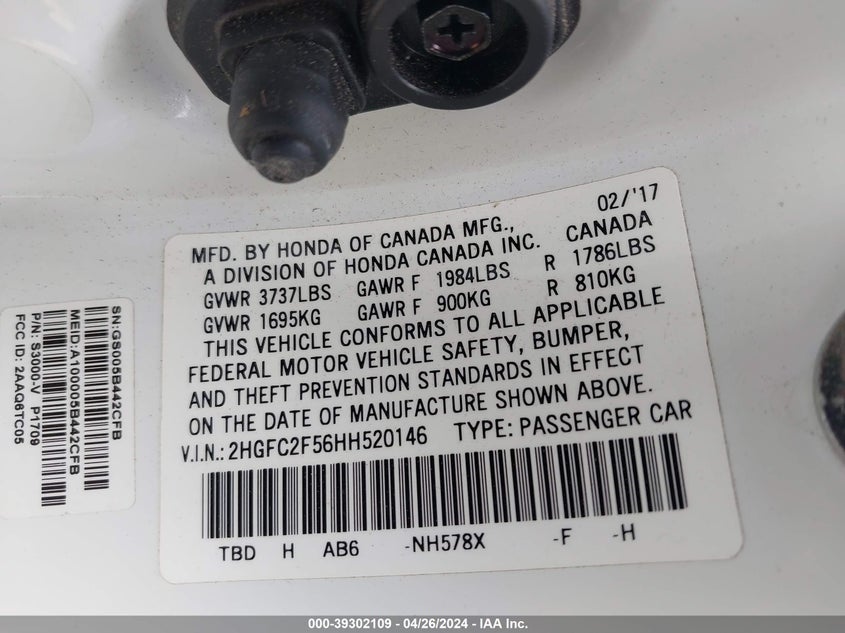 02/'17
MFD. BY HONDA OF CANADA MFG.,
A DIVISION OF HONDA CANADA INC. CANADA
GVWR 3737LBS GAWR F 1984LBS R 1786LBS
GVWR 1695KG GAWR F 900KG R 810KG
THIS VEHICLE CONFORMS TO ALL APPLICABLE
FEDERAL MOTOR VEHICLE SAFETY, BUMPER,
AND THEFT PREVENTION STANDARDS IN EFFECT
ON THE DATE OF MANUFACTURE SHOWN ABOVE.
V.I.N.: 2HGFC2F56HH520146 TYPE: PASSENGER CAR
TBD H AB6 -NH578X -F -H
SN:GS005B442CFB
MEID:A100005B442CFB
P/N: S3000-V P1709
FCC ID: 2AAQ6TC05
000-39302109 - 04/26/2024 - IAA Inc.